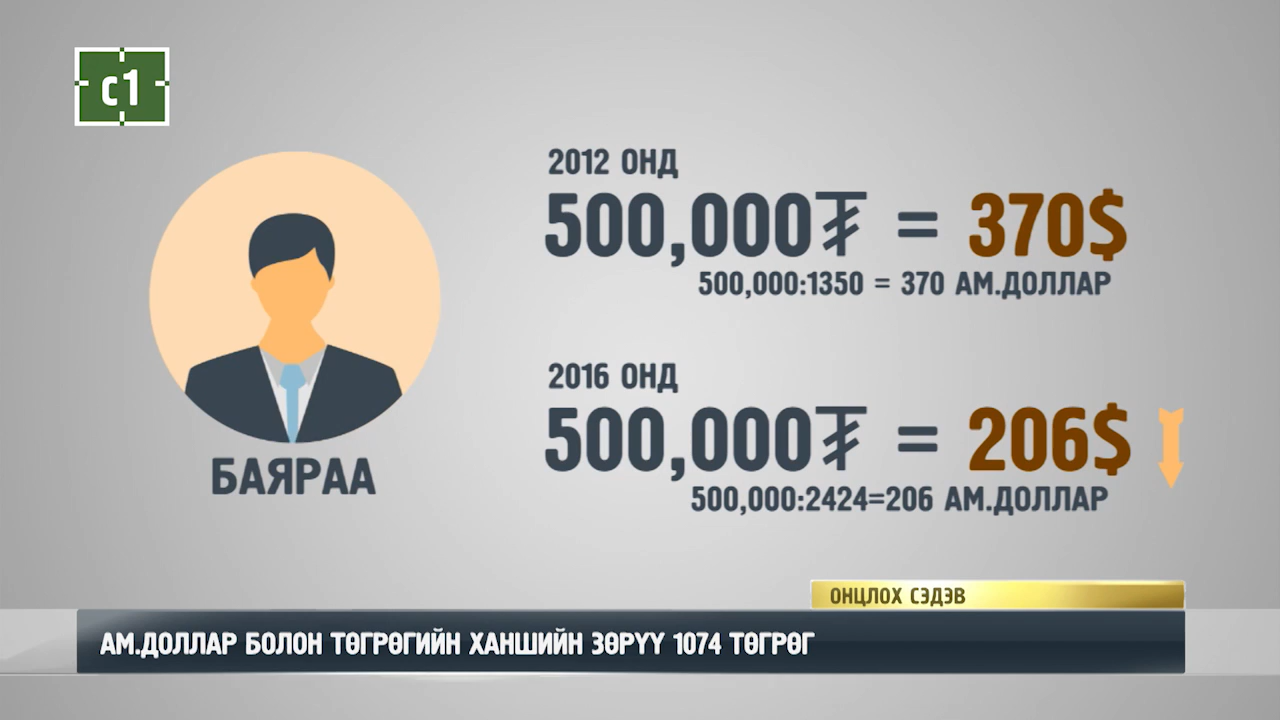 c1
2012 ОНД
500,000₮ = 370$
500,000:1350 = 370 АМ.ДОЛЛАР
2016 ОНД
500,000₮ = 206$
500,000:2424=206 АМ.ДОЛЛАР
БАЯРАА
ОНЦЛОХ СЭДЭВ
АМ.ДОЛЛАР БОЛОН ТӨГРӨГИЙН ХАНШИЙН ЗӨРҮҮ 1074 ТӨГРӨГ